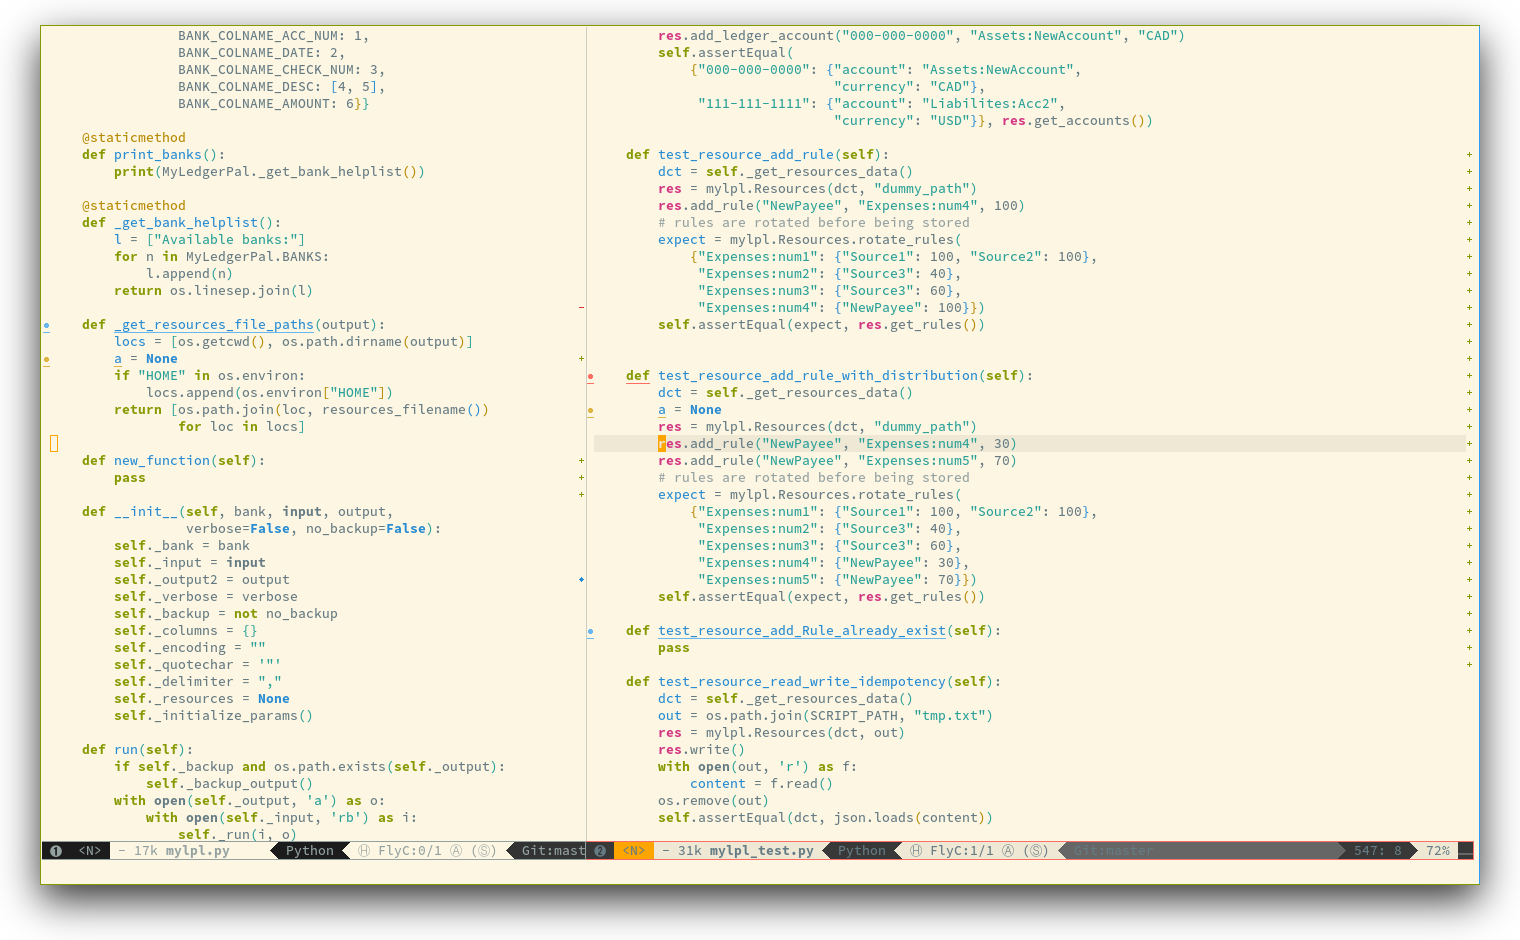 BANK_COLNAME_ACC_NUM: 1,
BANK_COLNAME_DATE: 2,
BANK_COLNAME_CHECK_NUM: 3,
BANK_COLNAME_DESC: [4, 5],
BANK_COLNAME_AMOUNT: 6}}
@staticmethod
def print_banks():
print(MyLedgerPal._get_bank_helplist())
@staticmethod
def _get_bank_helplist():
l = ["Available banks:"]
for n in MyLedgerPal.BANKS:
l.append(n)
return os.linesep.join(l)
def _get_resources_file_paths(output):
locs = [os.getcwd(), os.path.dirname(output)]
a = None
if "HOME" in os.environ:
locs.append(os.environ["HOME"])
return [os.path.join(loc, resources_filename())
for loc in locs]
def new_function(self):
pass
def __init__(self, bank, input, output,
verbose=False, no_backup=False):
self._bank = bank
self._input = input
self._output2 = output
self._verbose = verbose
self._backup = not no_backup
self._columns = {}
self._encoding = ""
self._quotechar = '"'
self._delimiter = ","
self._resources = None
self._initialize_params()
def run(self):
if self._backup and os.path.exists(self._output):
self._backup_output()
with open(self._output, 'a') as o:
with open(self._input, 'rb') as i:
self._run(i, o)
❶ <N> - 17k mylpl.py Python Ⓗ FlyC:0/1 Ⓐ (Ⓢ) Git:mast
res.add_ledger_account("000-000-0000", "Assets:NewAccount", "CAD")
self.assertEqual(
{"000-000-0000": {"account": "Assets:NewAccount",
"currency": "CAD"},
"111-111-1111": {"account": "Liabilites:Acc2",
"currency": "USD"}}, res.get_accounts())
def test_resource_add_rule(self):
dct = self._get_resources_data()
res = mylpl.Resources(dct, "dummy_path")
res.add_rule("NewPayee", "Expenses:num4", 100)
# rules are rotated before being stored
expect = mylpl.Resources.rotate_rules(
{"Expenses:num1": {"Source1": 100, "Source2": 100},
"Expenses:num2": {"Source3": 40},
"Expenses:num3": {"Source3": 60},
"Expenses:num4": {"NewPayee": 100}})
self.assertEqual(expect, res.get_rules())
def test_resource_add_rule_with_distribution(self):
dct = self._get_resources_data()
a = None
res = mylpl.Resources(dct, "dummy_path")
res.add_rule("NewPayee", "Expenses:num4", 30)
res.add_rule("NewPayee", "Expenses:num5", 70)
# rules are rotated before being stored
expect = mylpl.Resources.rotate_rules(
{"Expenses:num1": {"Source1": 100, "Source2": 100},
"Expenses:num2": {"Source3": 40},
"Expenses:num3": {"Source3": 60},
"Expenses:num4": {"NewPayee": 30},
"Expenses:num5": {"NewPayee": 70}})
self.assertEqual(expect, res.get_rules())
def test_resource_add_Rule_already_exist(self):
pass
def test_resource_read_write_idempotency(self):
dct = self._get_resources_data()
out = os.path.join(SCRIPT_PATH, "tmp.txt")
res = mylpl.Resources(dct, out)
res.write()
with open(out, 'r') as f:
content = f.read()
os.remove(out)
self.assertEqual(dct, json.loads(content))
❷ <N> - 31k mylpl_test.py Python Ⓗ FlyC:1/1 Ⓐ (Ⓢ) Git:master 547: 8 72%